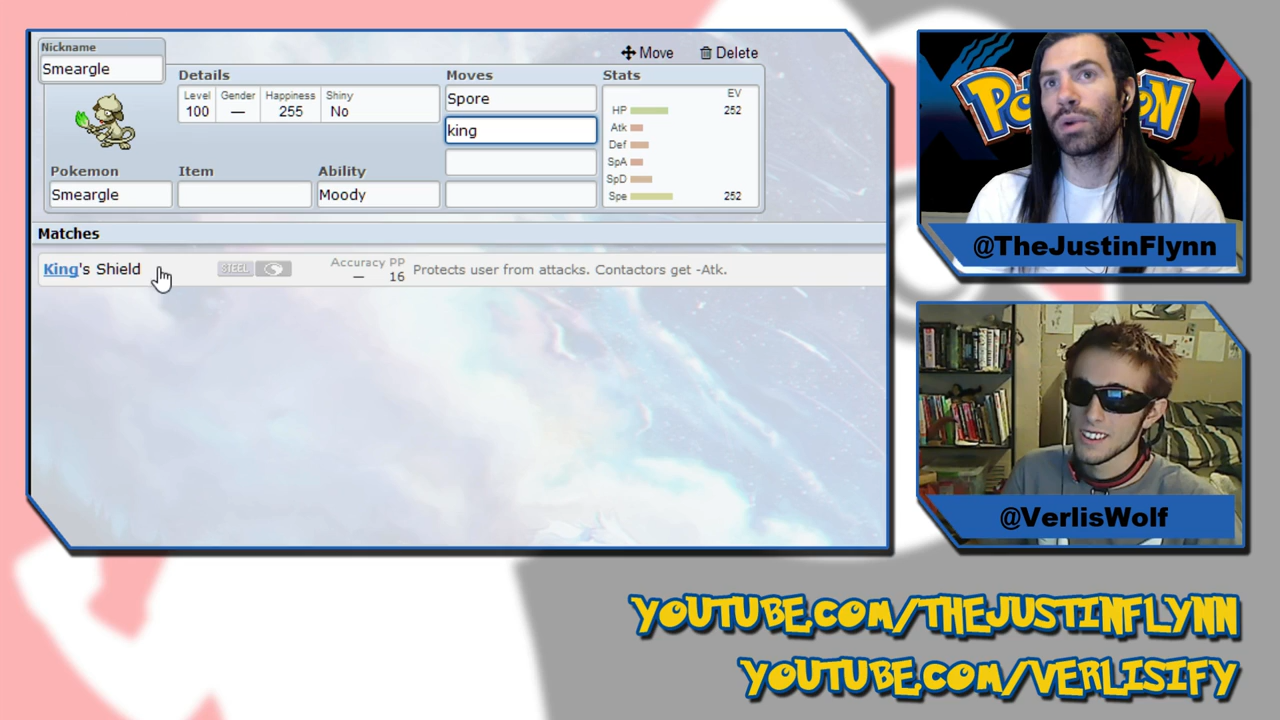 Nickname
Smeargle
Move Delete
Details
Moves
Stats
Level Gender Happiness Shiny
100 — 255 No
Spore
king
EV
HP 252
Atk
Def
SpA
SpD
Spe 252
Pokemon Item Ability
Smeargle Moody
Matches
King's Shield STEEL Accuracy — PP 16 Protects user from attacks. Contactors get -Atk.
@TheJustinFlynn
@VerlisWolf
YOUTUBE.COM/THEJUSTINFLYNN
YOUTUBE.COM/VERLISIFY